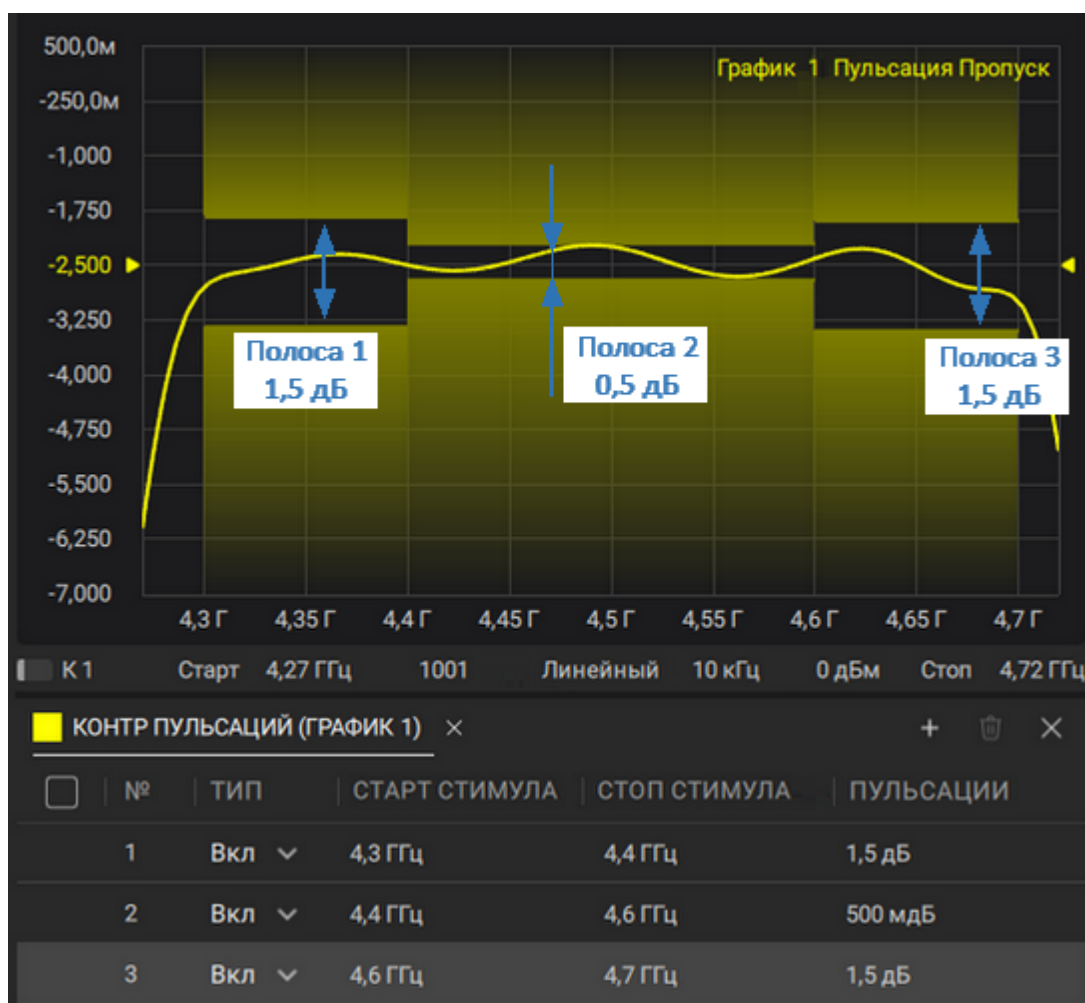 500,0м
График 1 Пульсация Пропуск
-250,0м
-1,000
-1,750
-2,500
-3,250
-4,000
-4,750
-5,500
-6,250
-7,000
Полоса 1
1,5 дБ
Полоса 2
0,5 дБ
Полоса 3
1,5 дБ
4,3 Г 4,35 Г 4,4 Г 4,45 Г 4,5 Г 4,55 Г 4,6 Г 4,65 Г 4,7 Г
К 1 Старт 4,27 ГГц 1001 Линейный 10 кГц 0 дБм Стоп 4,72 ГГц
КОНТР ПУЛЬСАЦИЙ (ГРАФИК 1)
№ ТИП СТАРТ СТИМУЛА СТОП СТИМУЛА ПУЛЬСАЦИИ
1 Вкл 4,3 ГГц 4,4 ГГц 1,5 дБ
2 Вкл 4,4 ГГц 4,6 ГГц 500 мдБ
3 Вкл 4,6 ГГц 4,7 ГГц 1,5 дБ